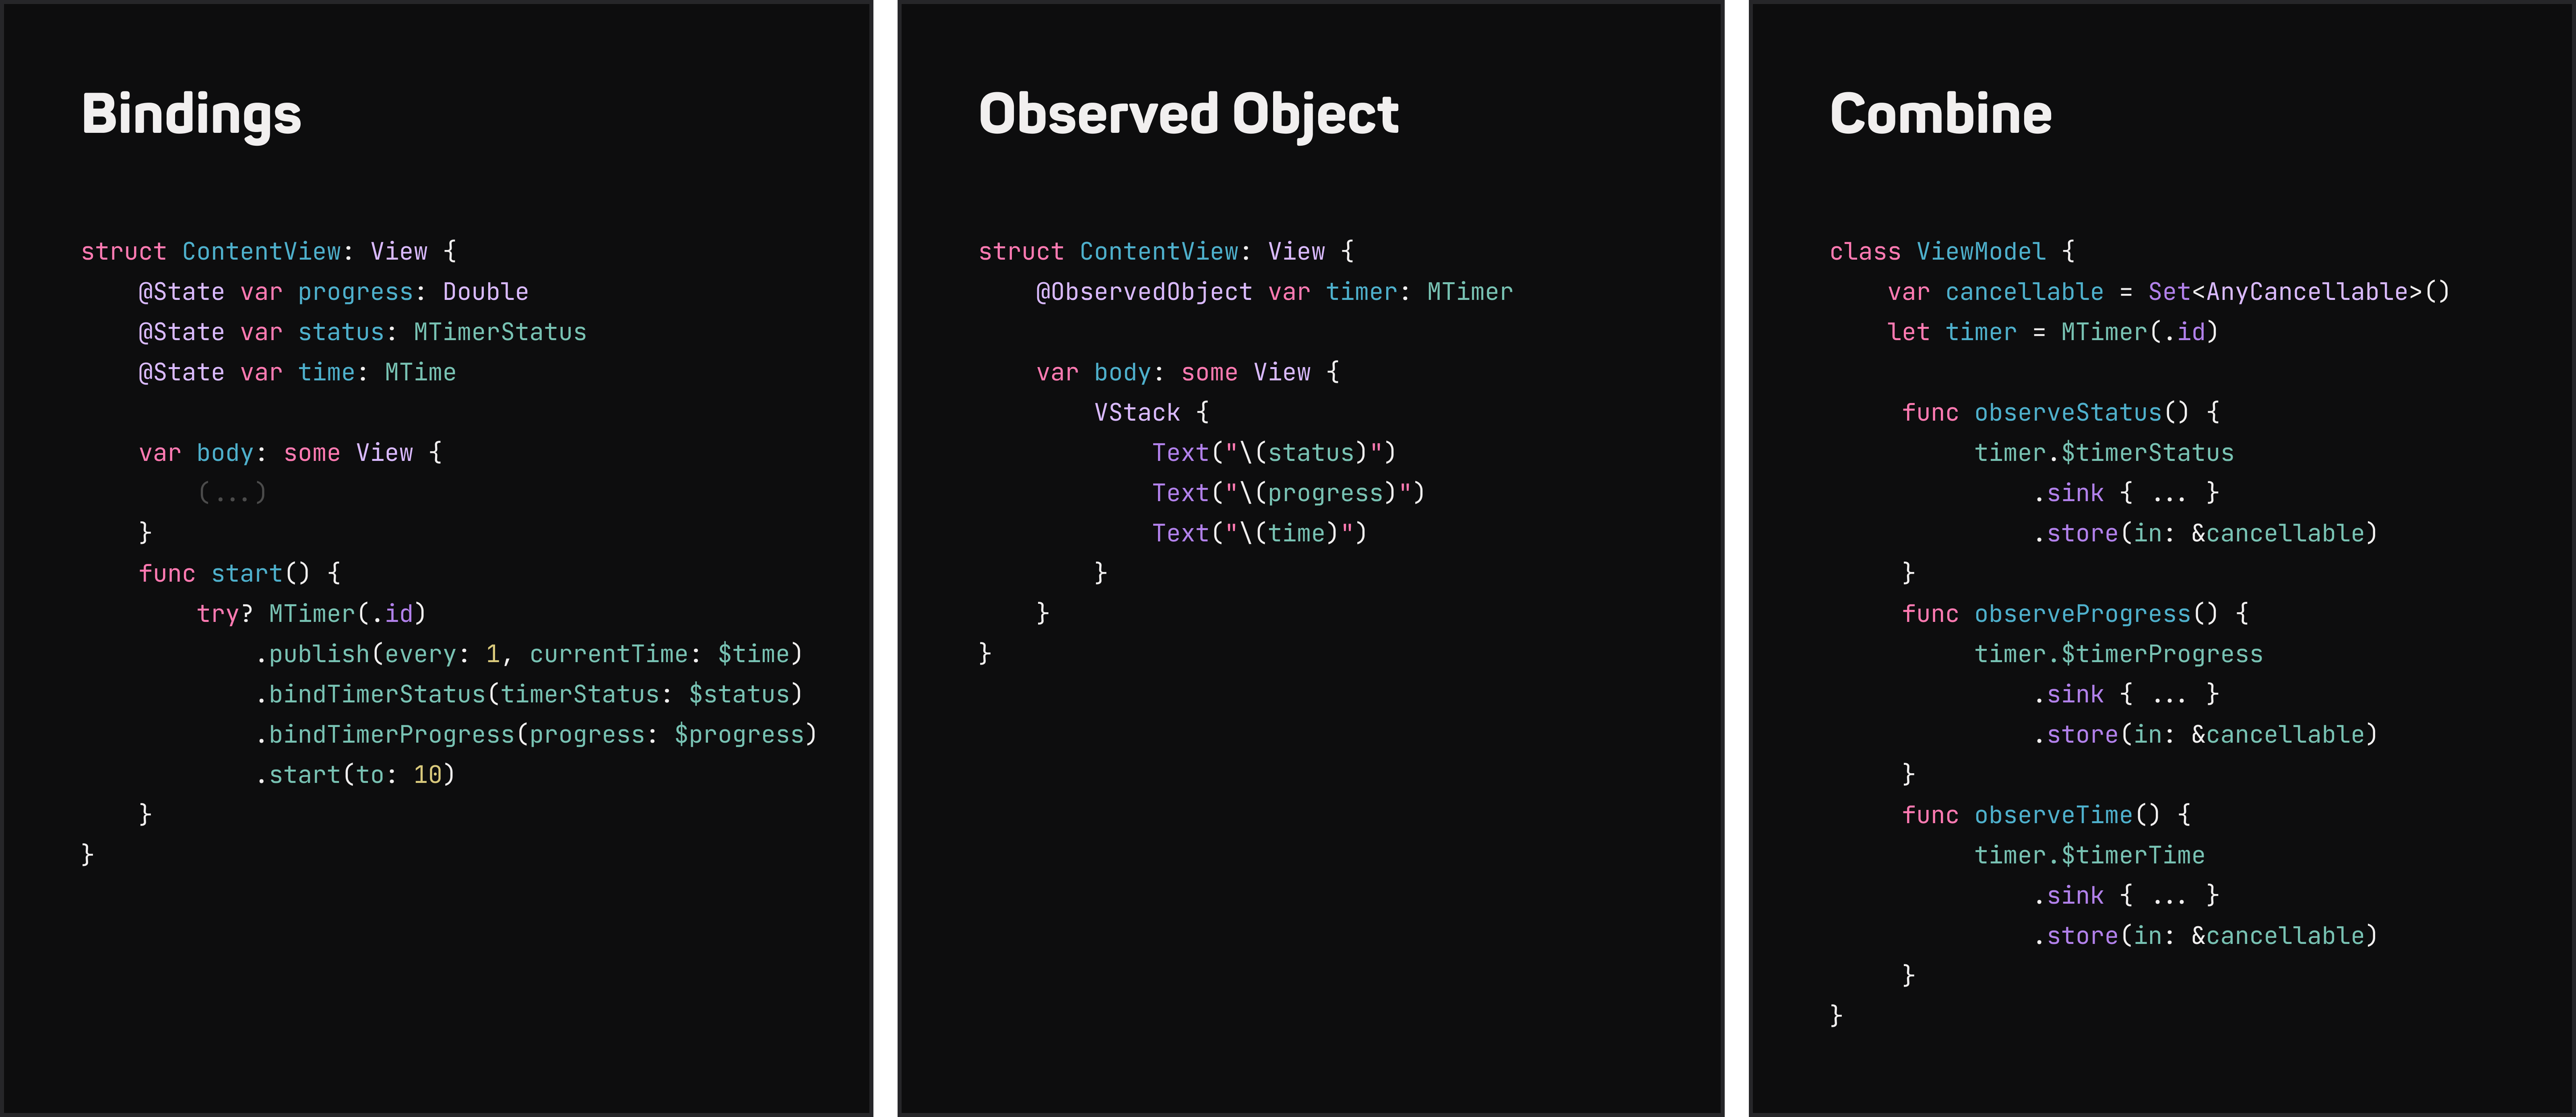 Bindings
struct ContentView: View {
    @State var progress: Double
    @State var status: MTimerStatus
    @State var time: MTime
    var body: some View {
        (...)
    }
    func start() {
        try? MTimer(.id)
            .publish(every: 1, currentTime: $time)
            .bindTimerStatus(timerStatus: $status)
            .bindTimerProgress(progress: $progress)
            .start(to: 10)
    }
}
Observed Object
struct ContentView: View {
    @ObservedObject var timer: MTimer
    var body: some View {
        VStack {
            Text("\(status)")
            Text("\(progress)")
            Text("\(time)")
        }
    }
}
Combine
class ViewModel {
    var cancellable = Set<AnyCancellable>()
    let timer = MTimer(.id)
     func observeStatus() {
          timer.$timerStatus
              .sink { ... }
              .store(in: &cancellable)
     }
     func observeProgress() {
          timer.$timerProgress
              .sink { ... }
              .store(in: &cancellable)
     }
     func observeTime() {
          timer.$timerTime
              .sink { ... }
              .store(in: &cancellable)
     }
}